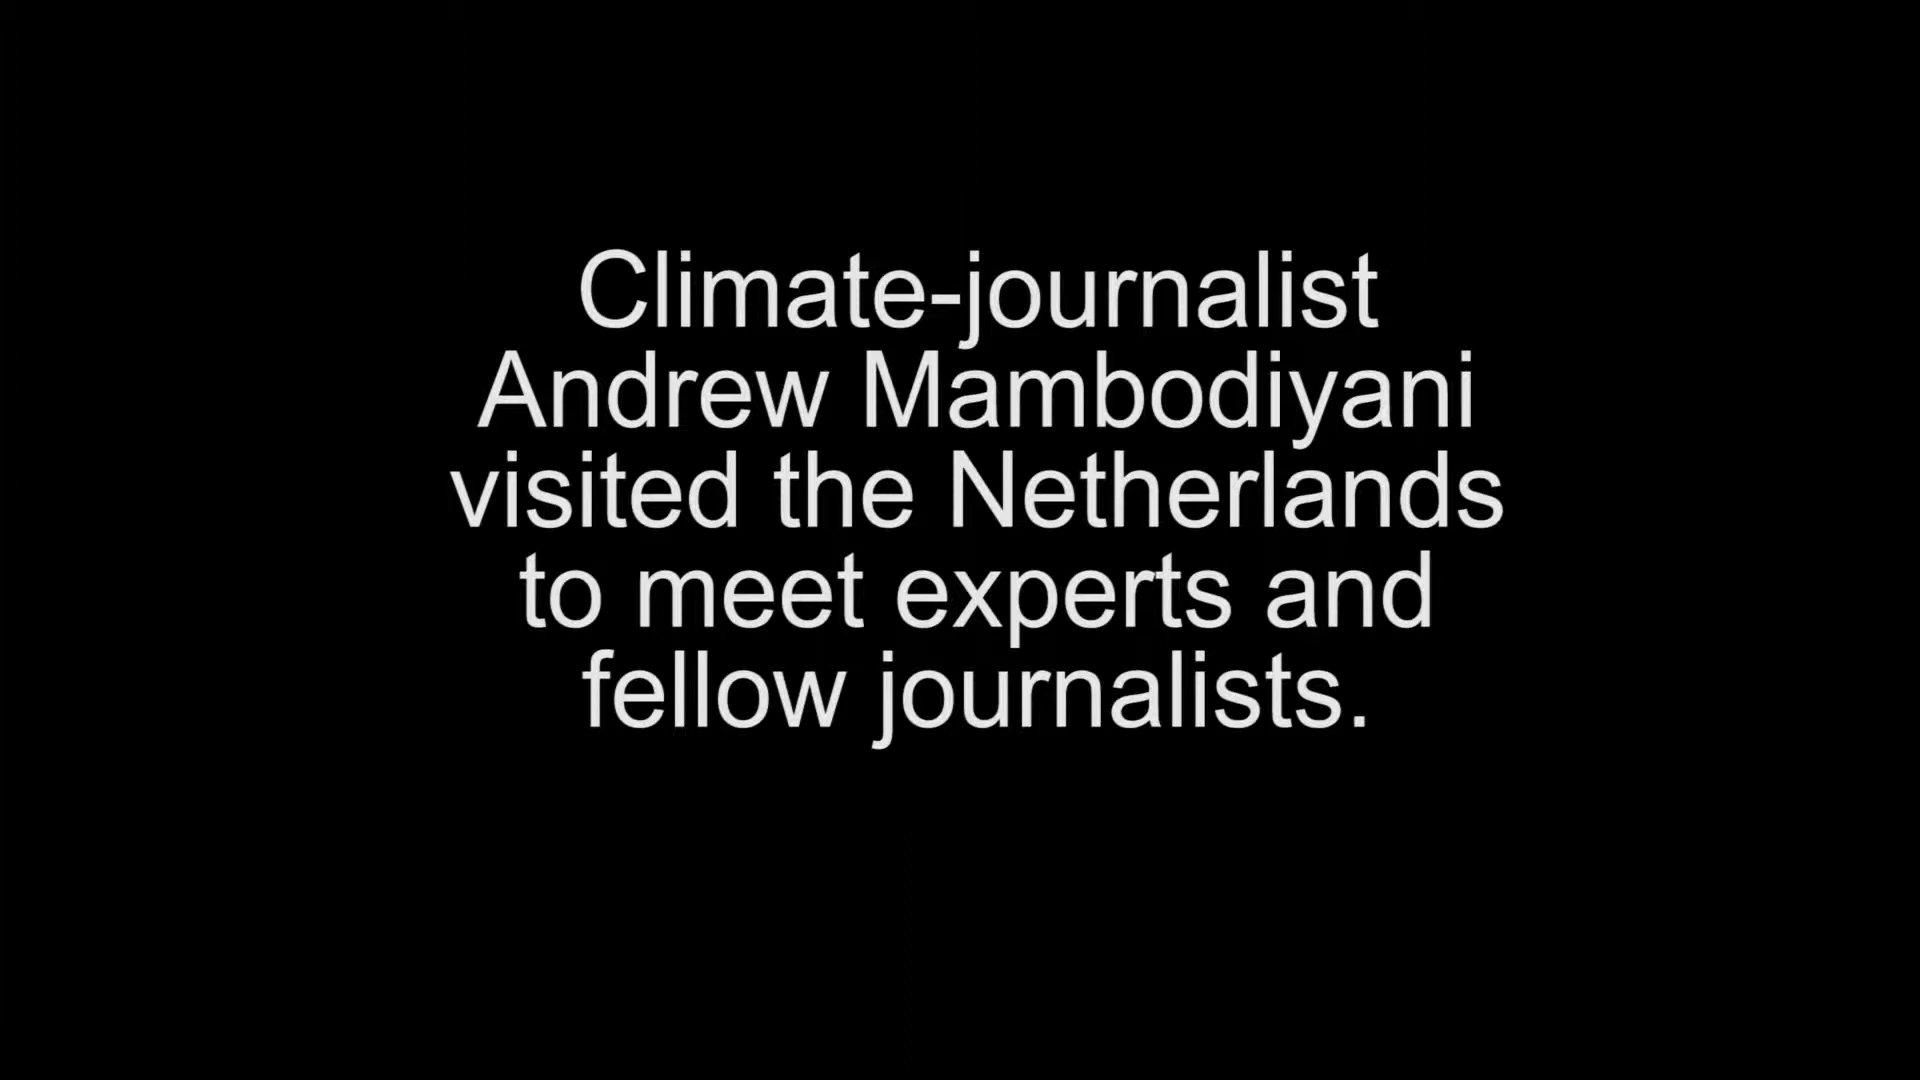 Climate-journalist
Andrew Mambodiyani
visited the Netherlands
to meet experts and
fellow journalists.